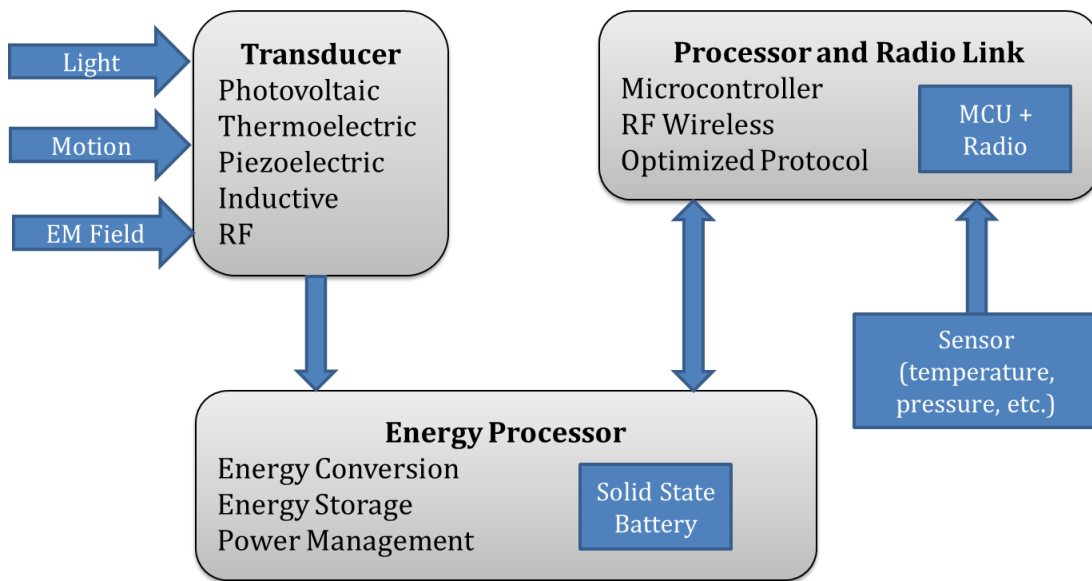 Light
Motion
EM Field
Transducer
Photovoltaic
Thermoelectric
Piezoelectric
Inductive
RF
Processor and Radio Link
Microcontroller
RF Wireless
Optimized Protocol
MCU +
Radio
Sensor
(temperature,
pressure, etc.)
Energy Processor
Energy Conversion
Energy Storage
Power Management
Solid State
Battery